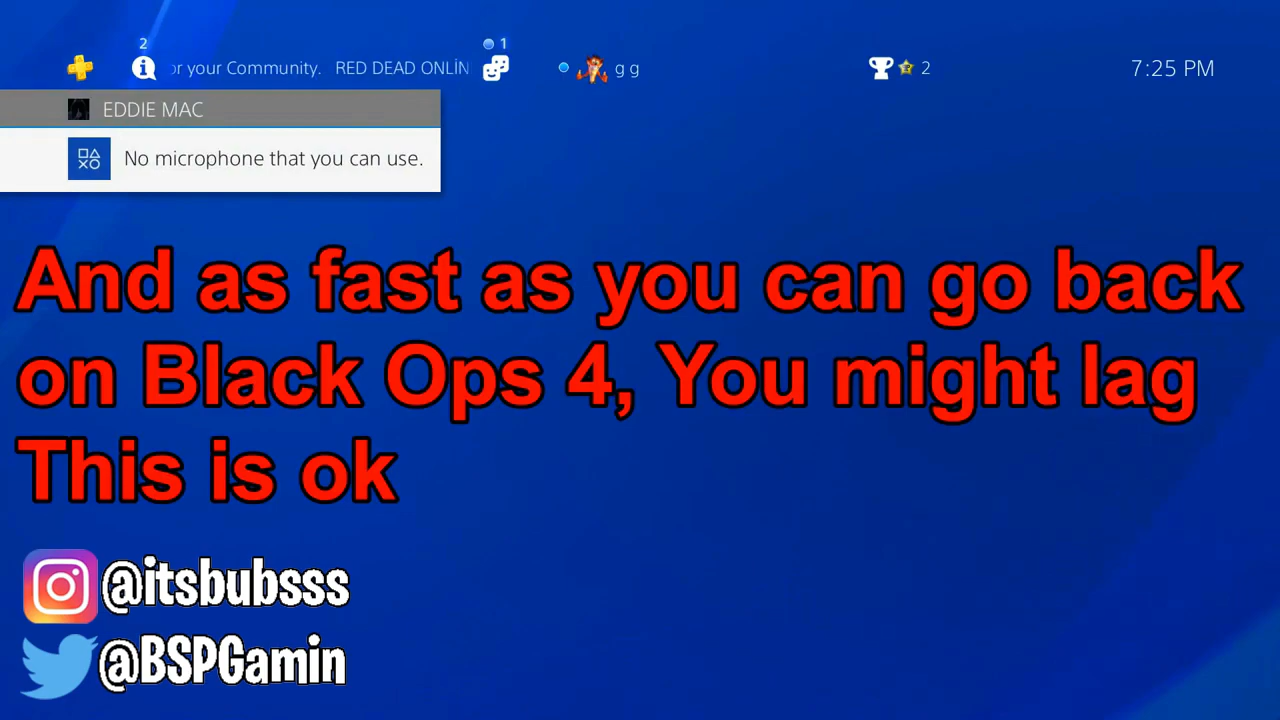 2
1
or your Community. RED DEAD ONLİN
g g
2
7:25 PM
EDDIE MAC
No microphone that you can use.
And as fast as you can go back
on Black Ops 4, You might lag
This is ok
@itsbubsss
@BSPGamin